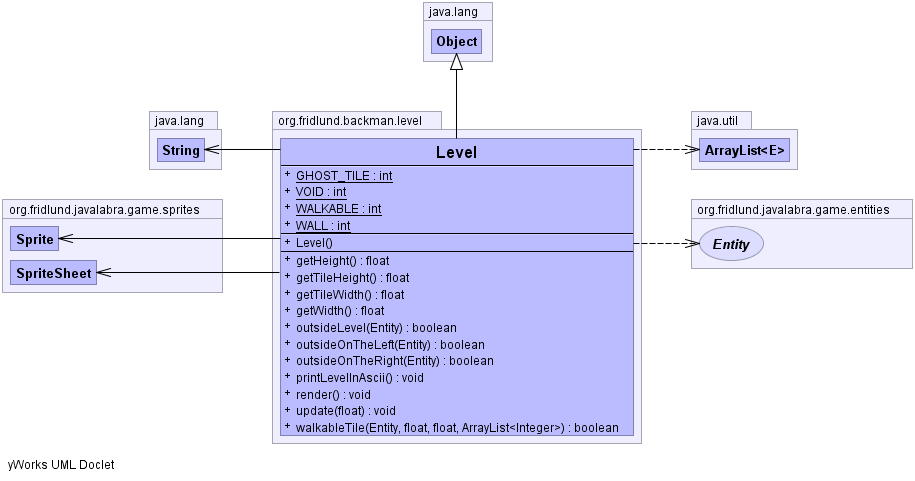 java.lang
Object
java.lang
String
org.fridlund.backman.level
java.util
ArrayList<E>
Level
+ GHOST_TILE : int
+ VOID : int
+ WALKABLE : int
+ WALL : int
+ Level()
+ getHeight() : float
+ getTileHeight() : float
+ getTileWidth() : float
+ getWidth() : float
+ outsideLevel(Entity) : boolean
+ outsideOnTheLeft(Entity) : boolean
+ outsideOnTheRight(Entity) : boolean
+ printLevelInAscii() : void
+ render() : void
+ update(float) : void
+ walkableTile(Entity, float, float, ArrayList<Integer>) : boolean
org.fridlund.javalabra.game.sprites
Sprite
SpriteSheet
org.fridlund.javalabra.game.entities
Entity
yWorks UML Doclet